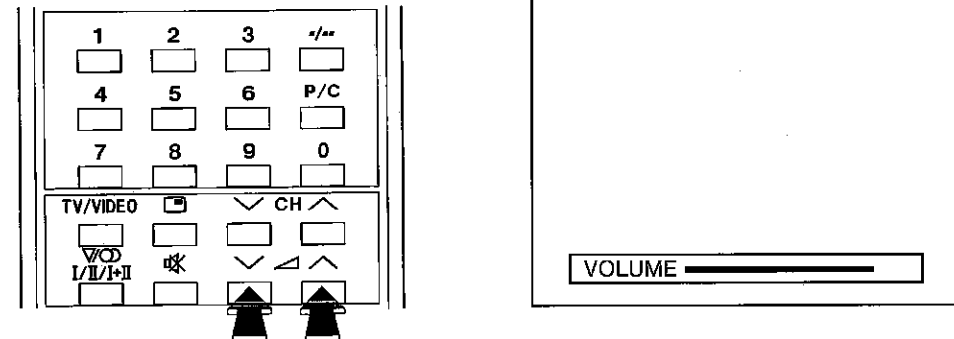 1 2 3 -/--
4 5 6 P/C
7 8 9 0
TV/VIDEO CH
I/II/I+II
VOLUME